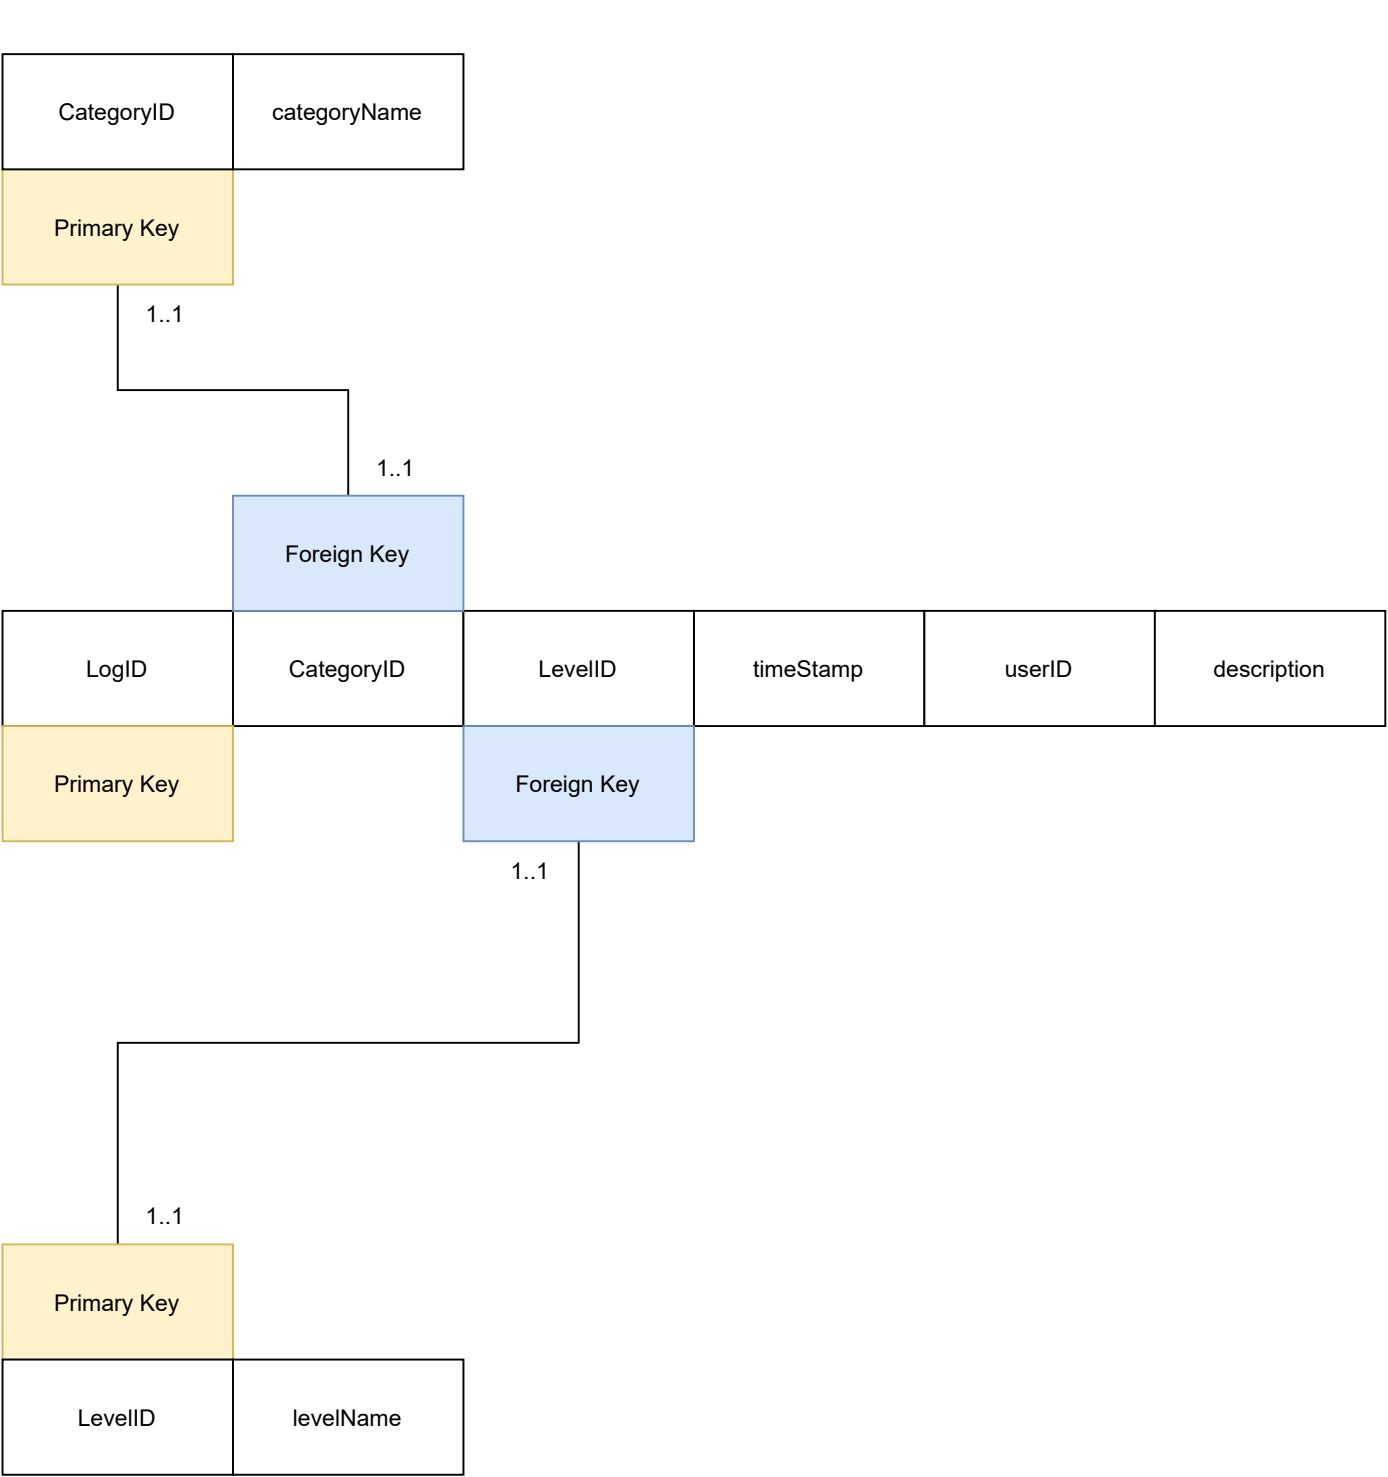 CategoryID
categoryName
Primary Key
1..1
1..1
Foreign Key
LogID
CategoryID
LevelID
timeStamp
userID
description
Primary Key
Foreign Key
1..1
1..1
Primary Key
LevelID
levelName